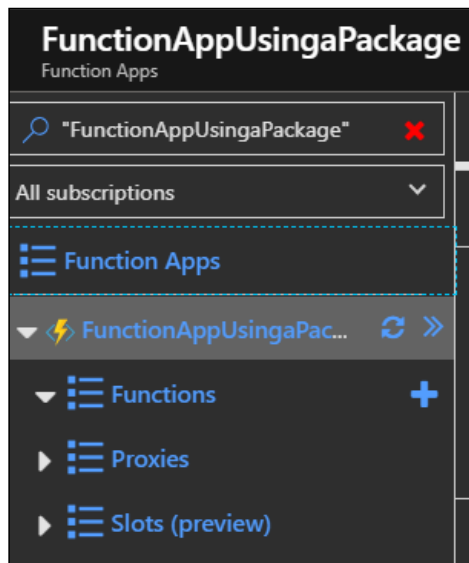 FunctionAppUsingaPackage
Function Apps
"FunctionAppUsingaPackage"
All subscriptions
Function Apps
FunctionAppUsingaPac...
Functions
Proxies
Slots (preview)